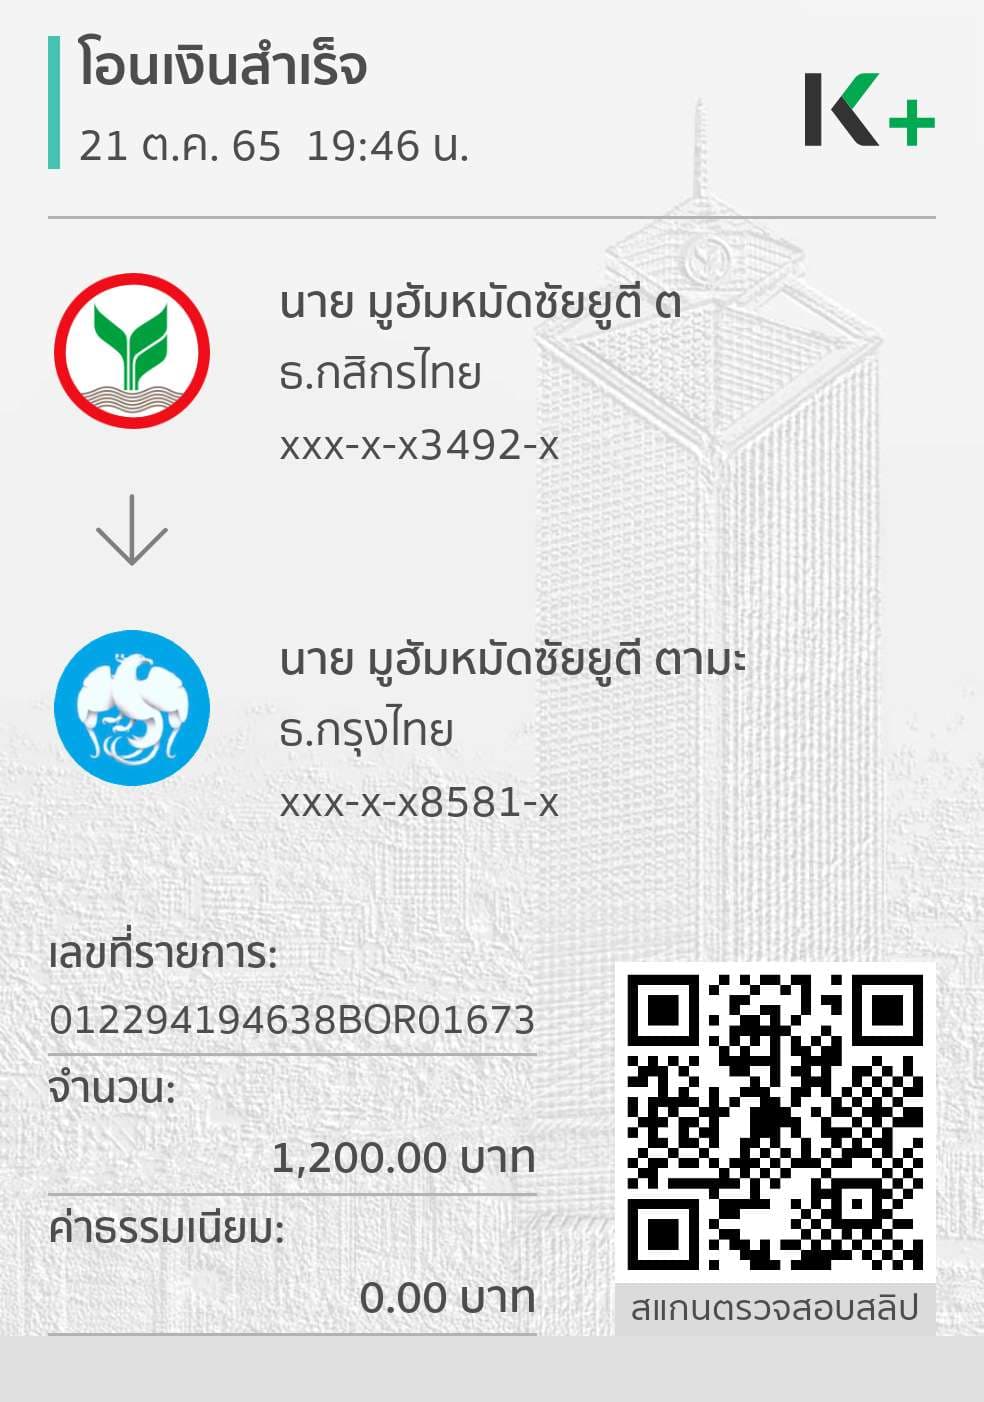 โอนเงินสำเร็จ
21 ต.ค. 65 19:46 น.
K+
นาย มูฮัมหมัดซัยยูตี ต
ธ.กสิกรไทย
xxx-x-x3492-x
นาย มูฮัมหมัดซัยยูตี ตามะ
ธ.กรุงไทย
xxx-x-x8581-x
เลขที่รายการ:
012294194638BOR01673
จำนวน:
1,200.00 บาท
ค่าธรรมเนียม:
0.00 บาท
สแกนตรวจสอบสลิป